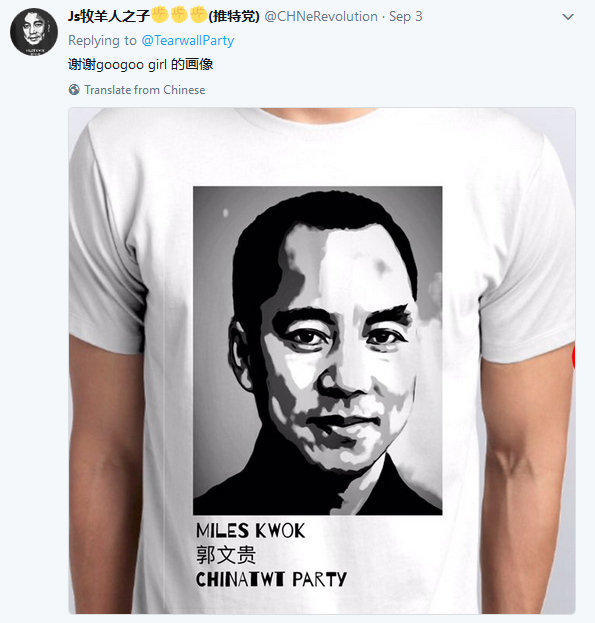 Js牧羊人之子✊✊✊(推特党) @CHNeRevolution · Sep 3
Replying to @TearwallParty
谢谢googoo girl 的画像
Translate from Chinese
MILES KWOK
郭文贵
CHINATWT PARTY